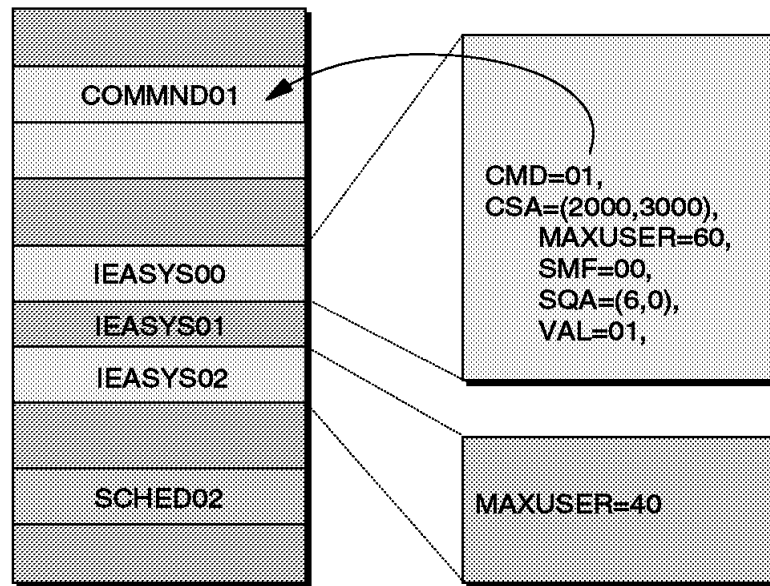 COMMND01
IEASYS00
IEASYS01
IEASYS02
SCHED02
CMD=01,
CSA=(2000,3000),
MAXUSER=60,
SMF=00,
SQA=(6,0),
VAL=01,
MAXUSER=40